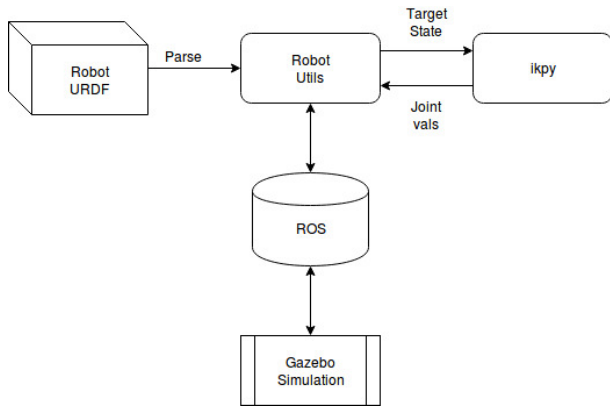 Robot
URDF
Parse
Robot
Utils
Target
State
Joint
vals
ikpy
ROS
Gazebo
Simulation